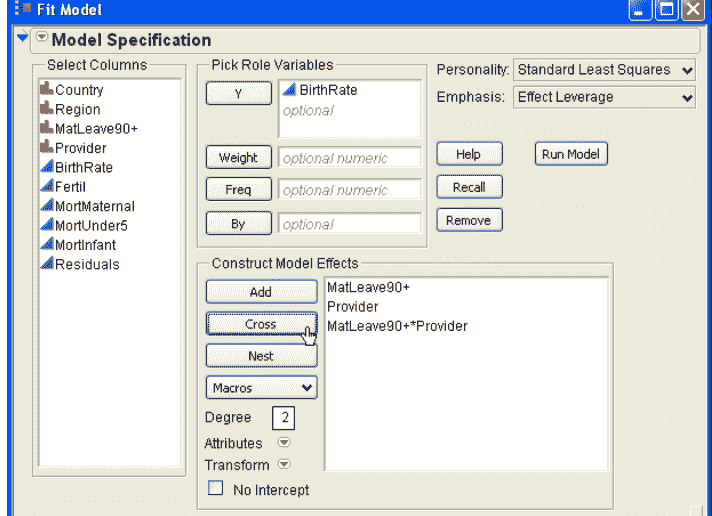 Fit Model
Model Specification
Select Columns
Country
Region
MatLeave90+
Provider
BirthRate
Fertil
MortMaternal
MortUnder5
MortInfant
Residuals
Pick Role Variables
Y
BirthRate
optional
Weight
optional numeric
Freq
optional numeric
By
optional
Personality: Standard Least Squares
Emphasis: Effect Leverage
Help
Run Model
Recall
Remove
Construct Model Effects
Add
Cross
Nest
Macros
Degree 2
Attributes
Transform
No Intercept
MatLeave90+
Provider
MatLeave90+*Provider